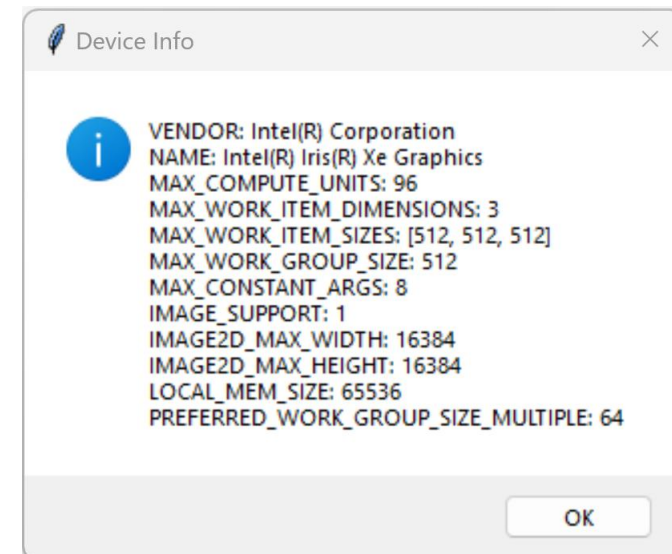 Device Info
VENDOR: Intel(R) Corporation
NAME: Intel(R) Iris(R) Xe Graphics
MAX_COMPUTE_UNITS: 96
MAX_WORK_ITEM_DIMENSIONS: 3
MAX_WORK_ITEM_SIZES: [512, 512, 512]
MAX_WORK_GROUP_SIZE: 512
MAX_CONSTANT_ARGS: 8
IMAGE_SUPPORT: 1
IMAGE2D_MAX_WIDTH: 16384
IMAGE2D_MAX_HEIGHT: 16384
LOCAL_MEM_SIZE: 65536
PREFERRED_WORK_GROUP_SIZE_MULTIPLE: 64
OK